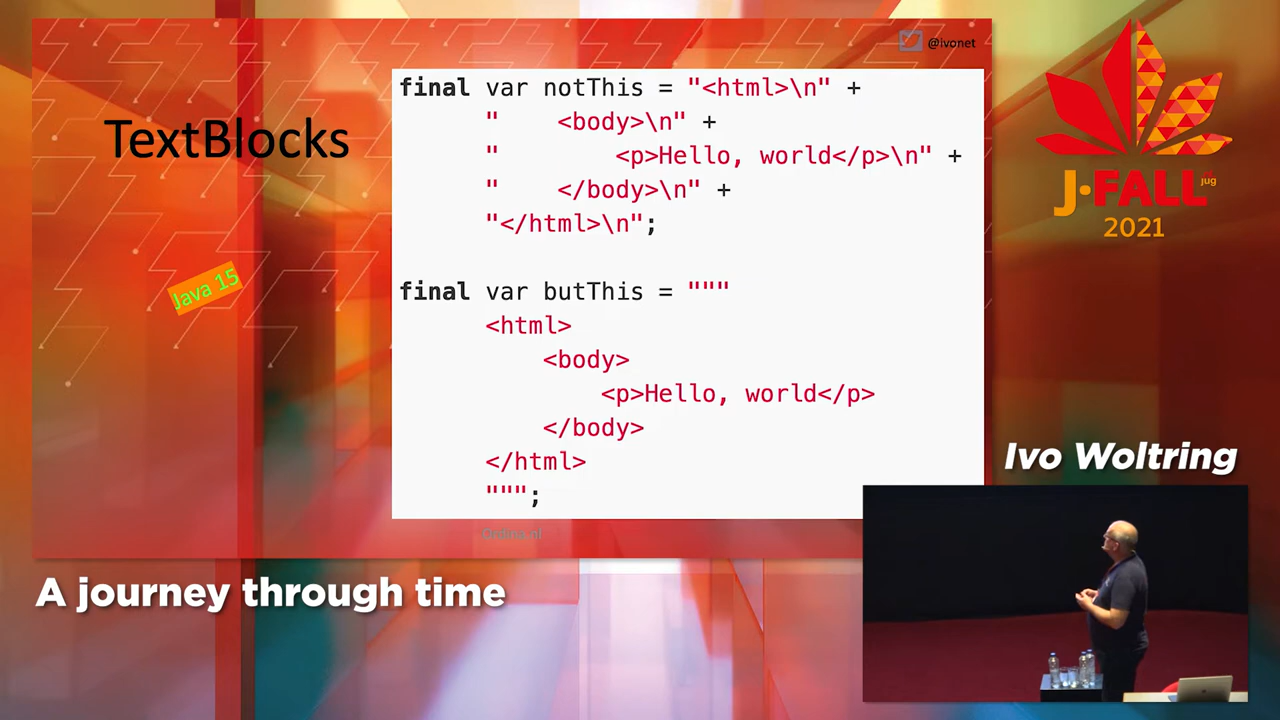 @ivonet
TextBlocks
Java 15
final var notThis = "<html>\n" +
"    <body>\n" +
"        <p>Hello, world</p>\n" +
"    </body>\n" +
"</html>\n";
final var butThis = """
<html>
    <body>
        <p>Hello, world</p>
    </body>
</html>
""";
J-FALL
jug
2021
Ivo Woltring
A journey through time